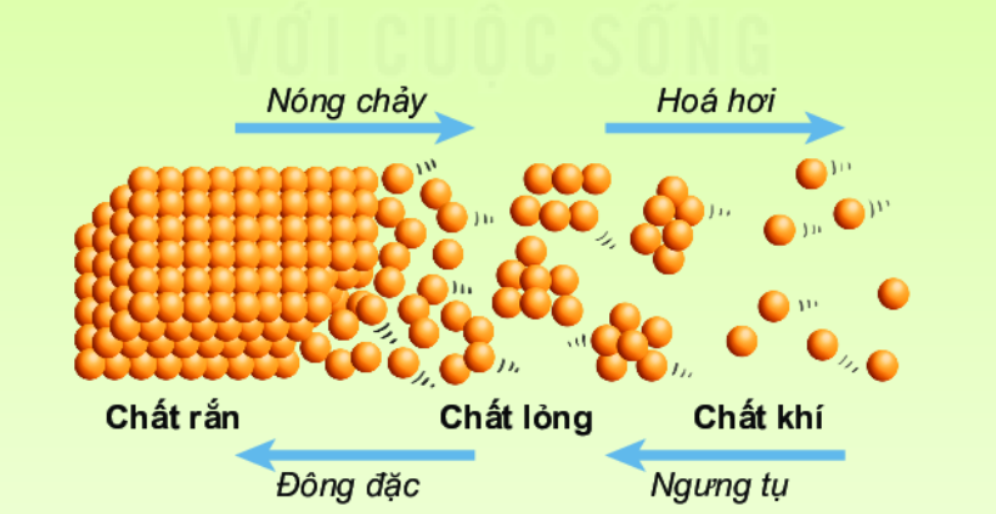 VỚI CUỘC SỐNG
Nóng chảy
Hoá hơi
Chất rắn
Chất lỏng
Chất khí
Đông đặc
Ngưng tụ